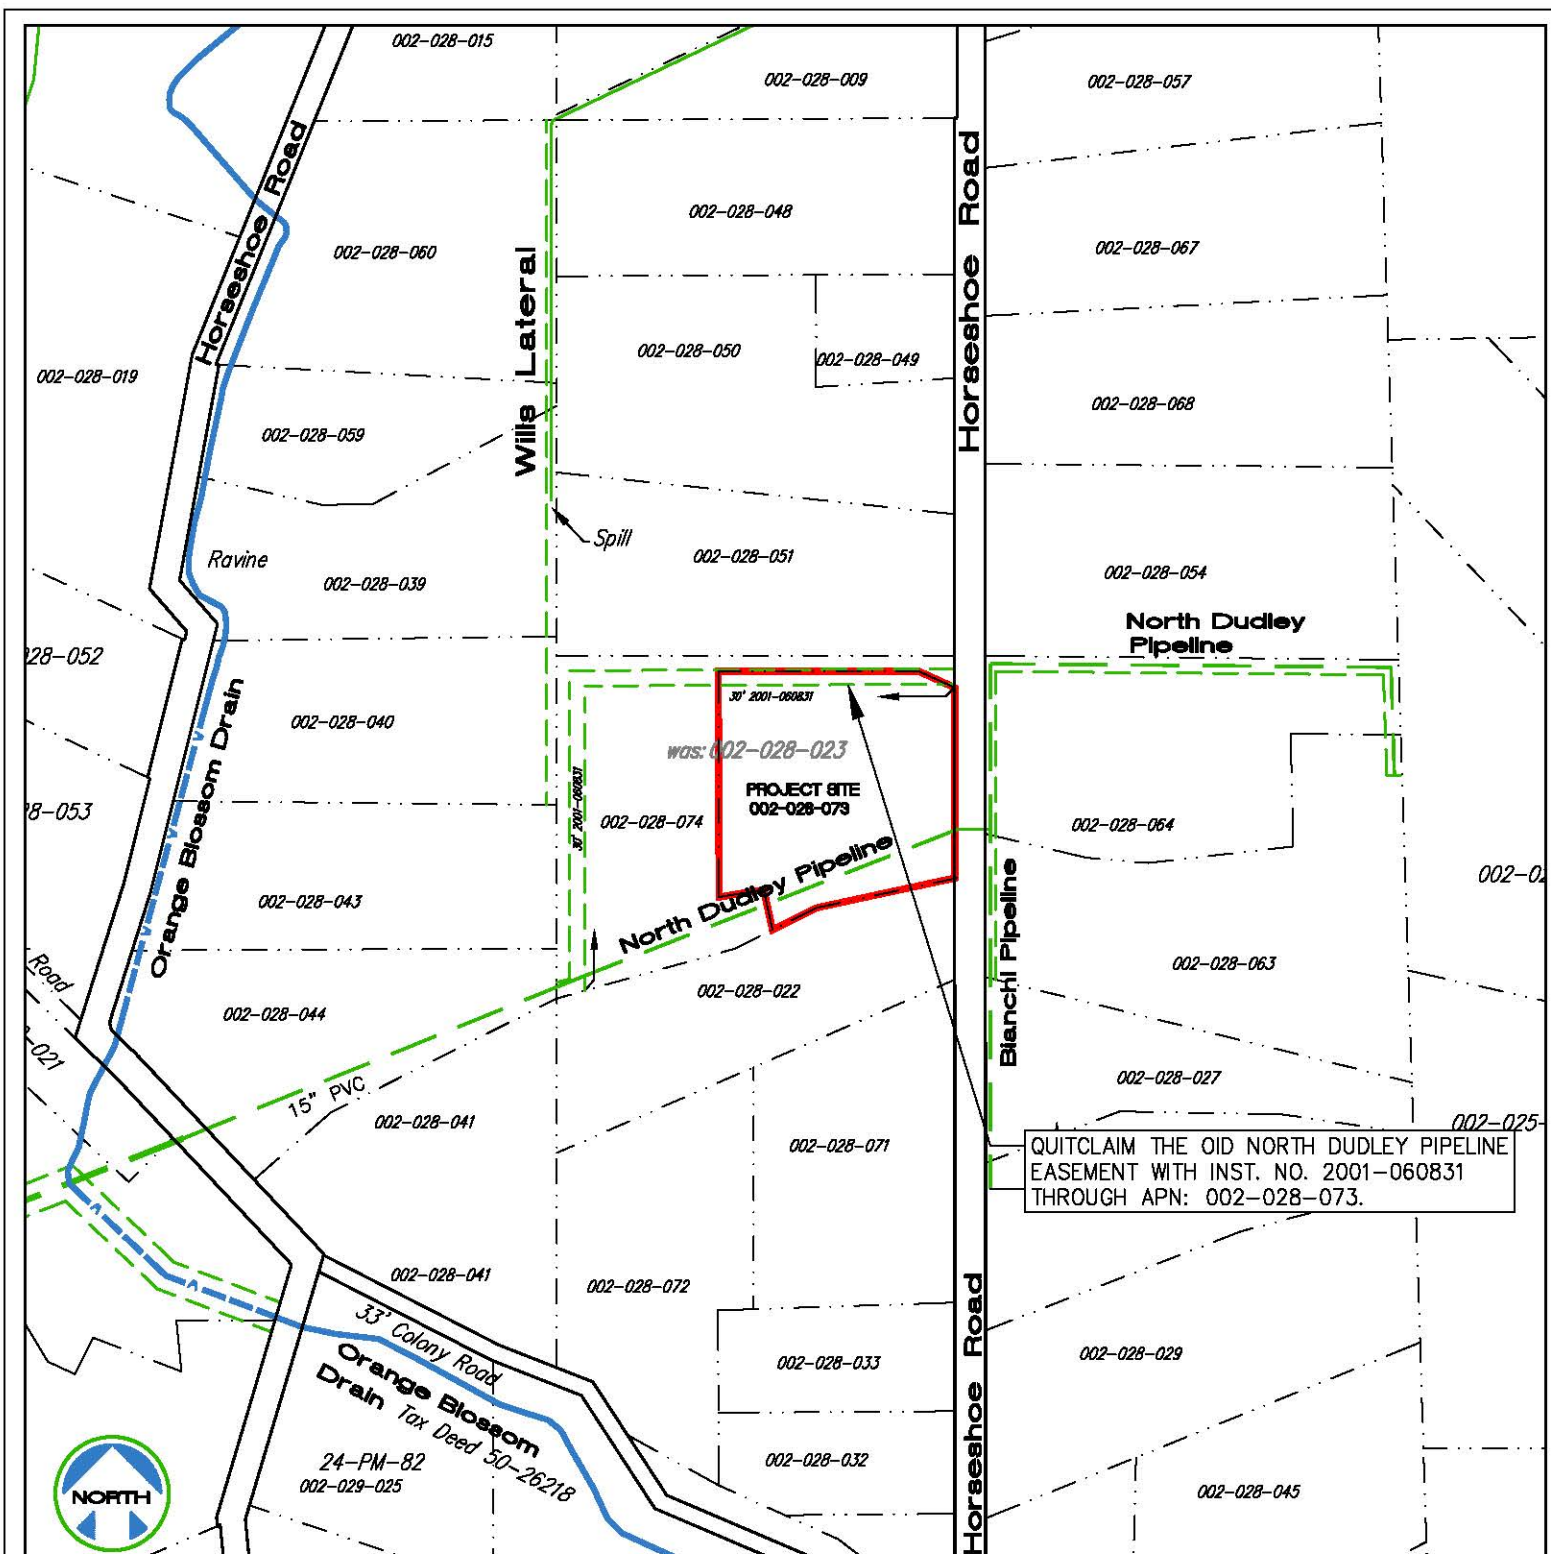 002-028-015
002-028-009
002-028-057
Horseshoe Road
Horseshoe Road
002-028-048
002-028-060
002-028-067
Wills Lateral
002-028-050
002-028-049
002-028-019
002-028-068
002-028-059
Spill
Ravine
002-028-051
002-028-039
002-028-054
North Dudley
Pipeline
28-052
30' 2001-060831
002-028-040
was: 002-028-023
PROJECT SITE
002-028-073
30' 2001-060831
002-028-074
002-028-064
8-053
Orange Blossom Drain
North Dudley Pipeline
002-02
002-028-043
Bianchi Pipeline
002-028-063
Road
002-028-022
002-028-044
-021
002-028-027
15" PVC
002-028-041
002-025-
002-028-071
QUITCLAIM THE OID NORTH DUDLEY PIPELINE
EASEMENT WITH INST. NO. 2001-060831
THROUGH APN: 002-028-073.
002-028-041
002-028-072
33' Colony Road
Horseshoe Road
002-028-033
002-028-029
Orange Blossom
Drain Tax Deed 50-26218
24-PM-82
002-029-025
002-028-032
002-028-045
NORTH